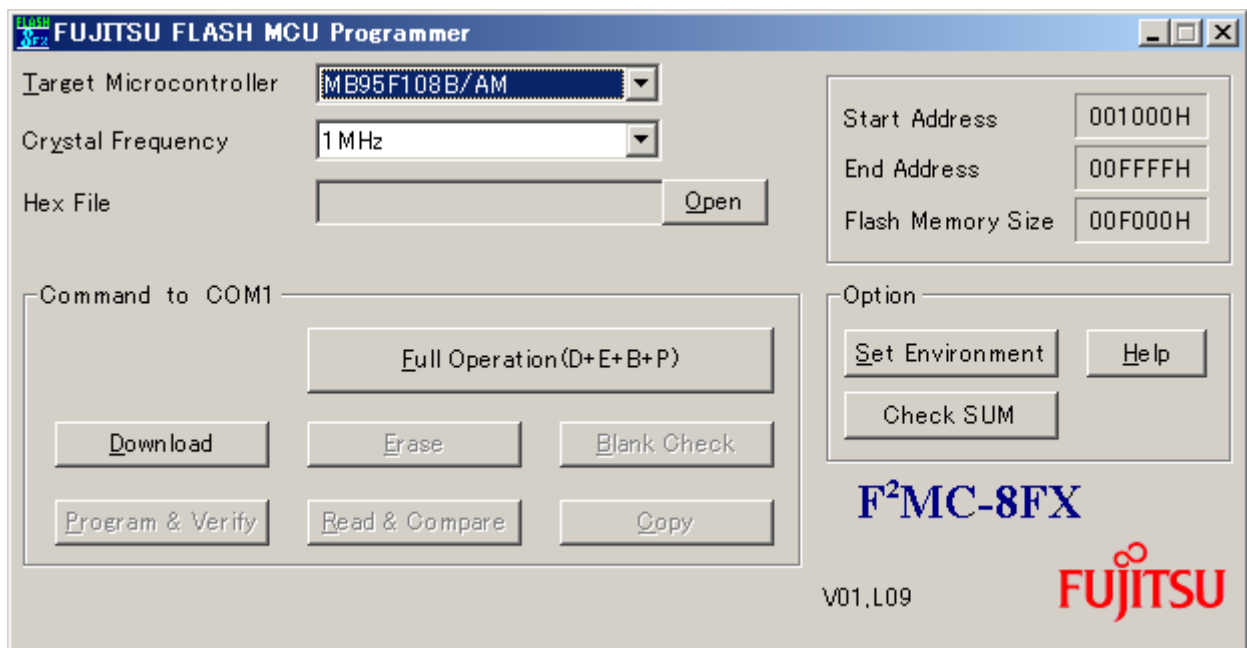 FLASH
8FX
FUJITSU FLASH MCU Programmer
Target Microcontroller
MB95F108B/AM
Crystal Frequency
1MHz
Hex File
Open
Start Address
001000H
End Address
00FFFFH
Flash Memory Size
00F000H
Command to COM1
Full Operation(D+E+B+P)
Download
Erase
Blank Check
Program & Verify
Read & Compare
Copy
Option
Set Environment
Help
Check SUM
F²MC-8FX
V01,L09
FUJITSU